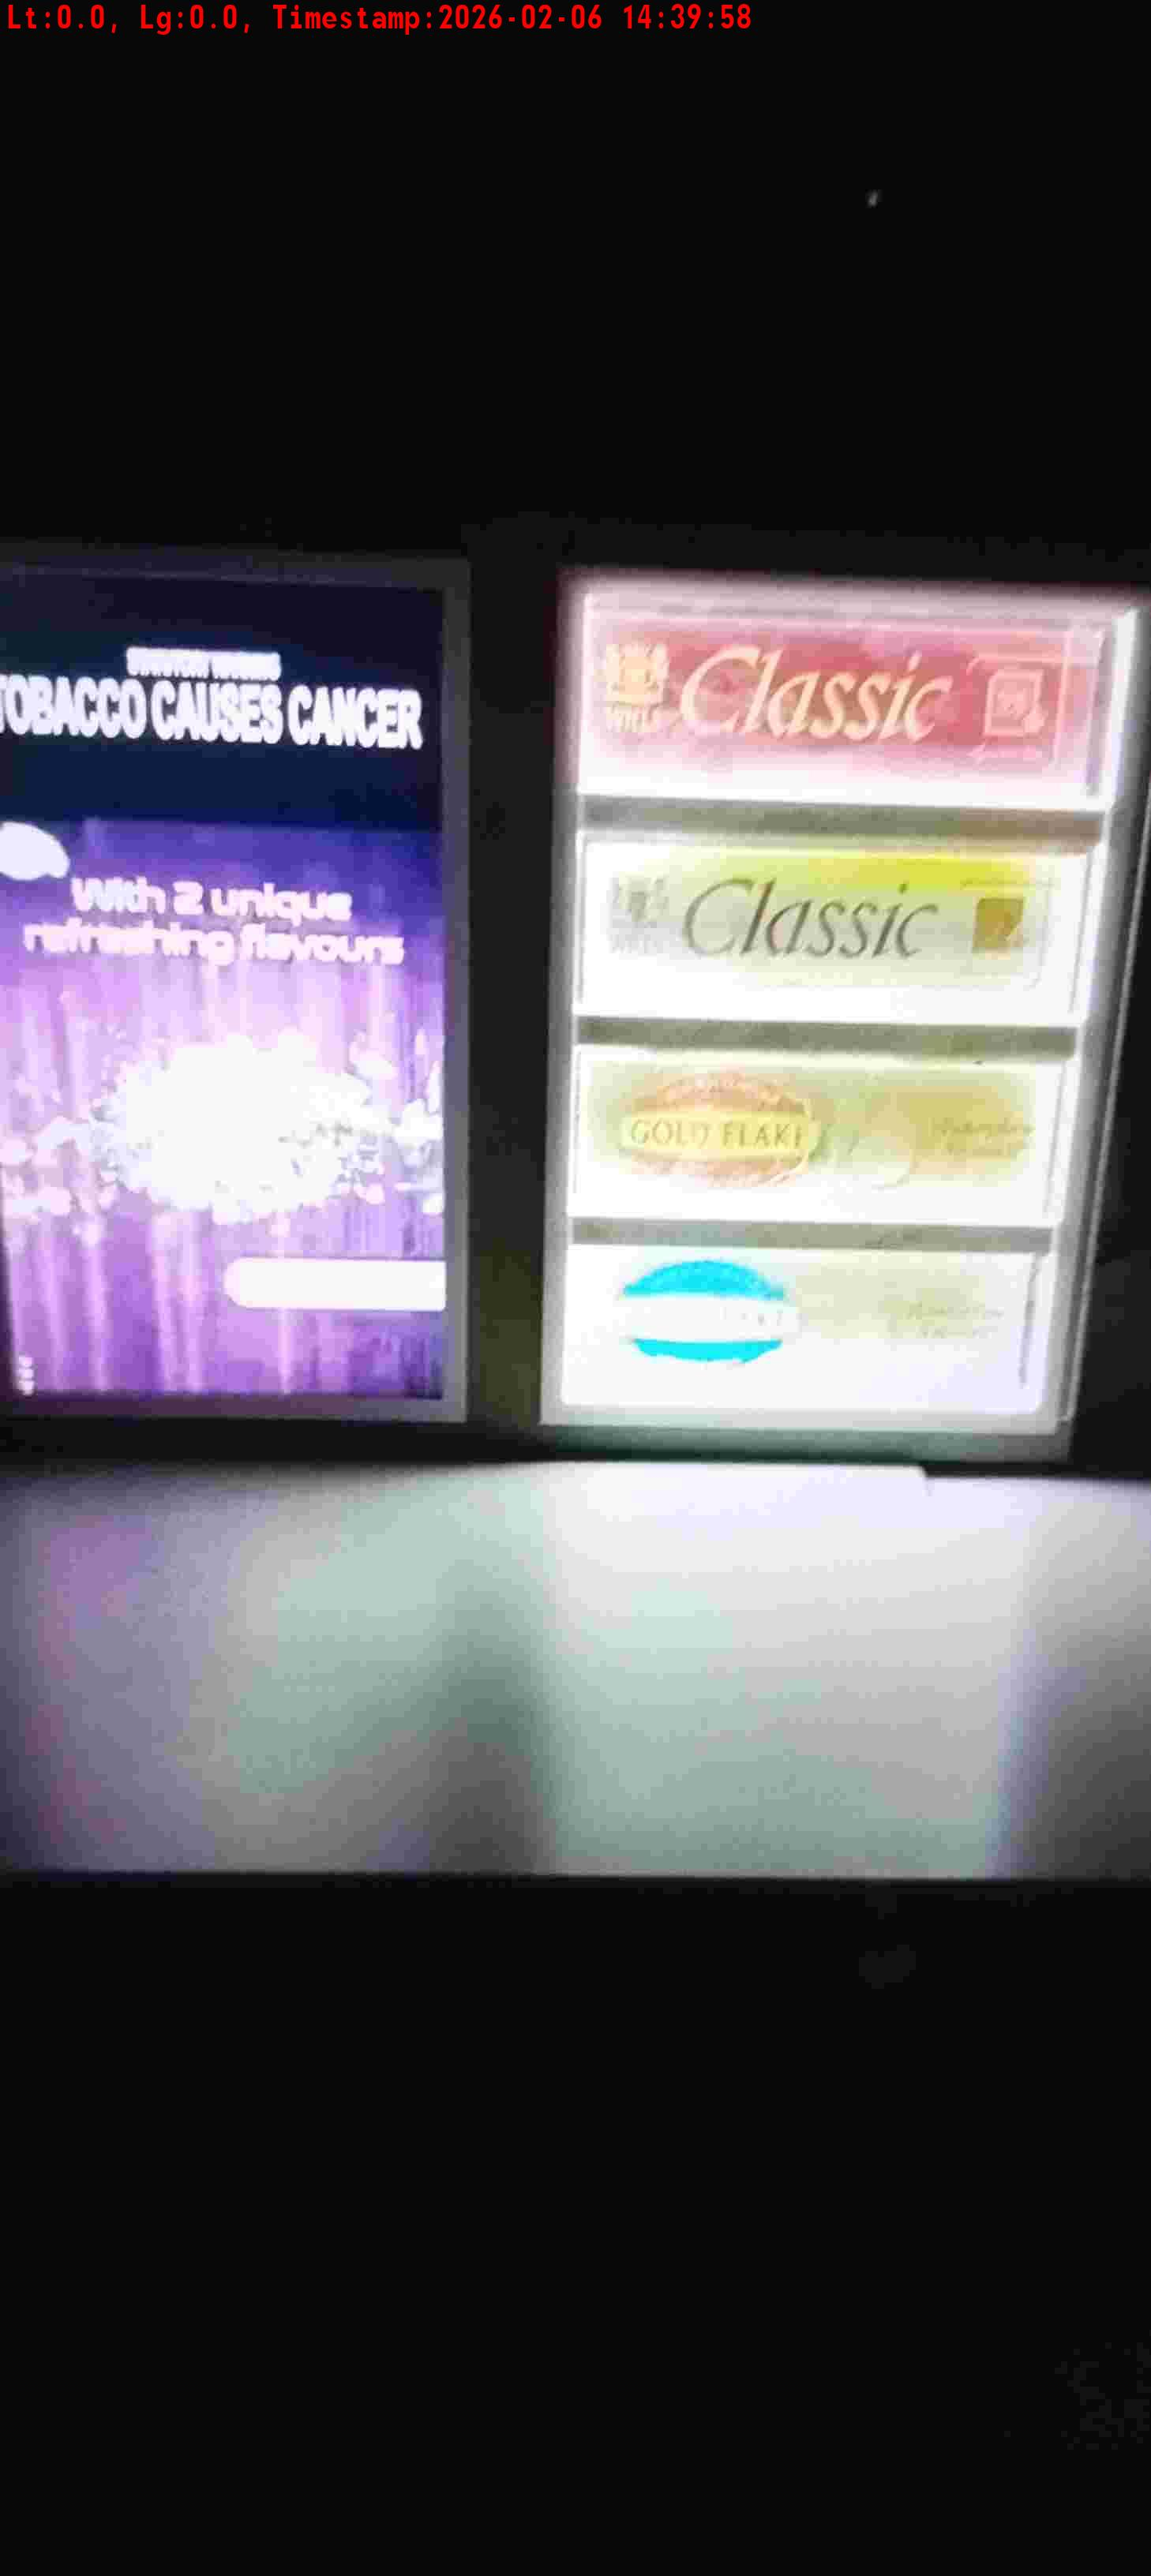 Lt:0.0, Lg:0.0, Timestamp:2026-02-06 14:39:58
TOBACCO CAUSES CANCER
With 2 unique
refreshing flavours
WILLS Classic
Classic
GOLD FLAKE